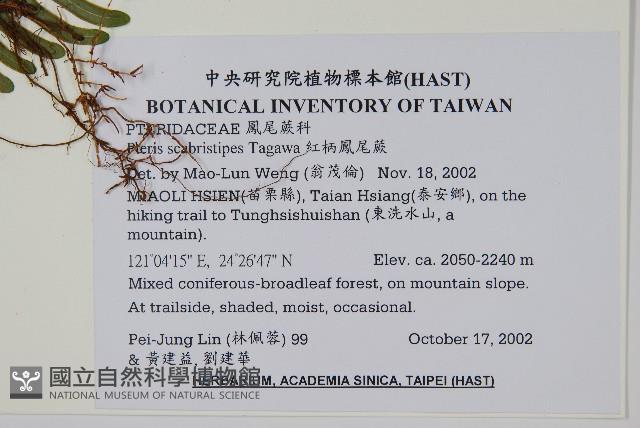 中央研究院植物標本館(HAST)
BOTANICAL INVENTORY OF TAIWAN
PTERIDACEAE 鳳尾蕨科
Pteris scabristipes Tagawa 紅柄鳳尾蕨
Det. by Mao-Lun Weng (翁茂倫) Nov. 18, 2002
MIAOLI HSIEN(苗栗縣), Taian Hsiang(泰安鄉), on the
hiking trail to Tunghsishuishan (東洗水山, a
mountain).
121°04'15" E, 24°26'47" N Elev. ca. 2050-2240 m
Mixed coniferous-broadleaf forest, on mountain slope.
At trailside, shaded, moist, occasional.
Pei-Jung Lin (林佩蓉) 99 October 17, 2002
& 黃建益, 劉建華
HERBARIUM, ACADEMIA SINICA, TAIPEI (HAST)
國立自然科學博物館
NATIONAL MUSEUM OF NATURAL SCIENCE